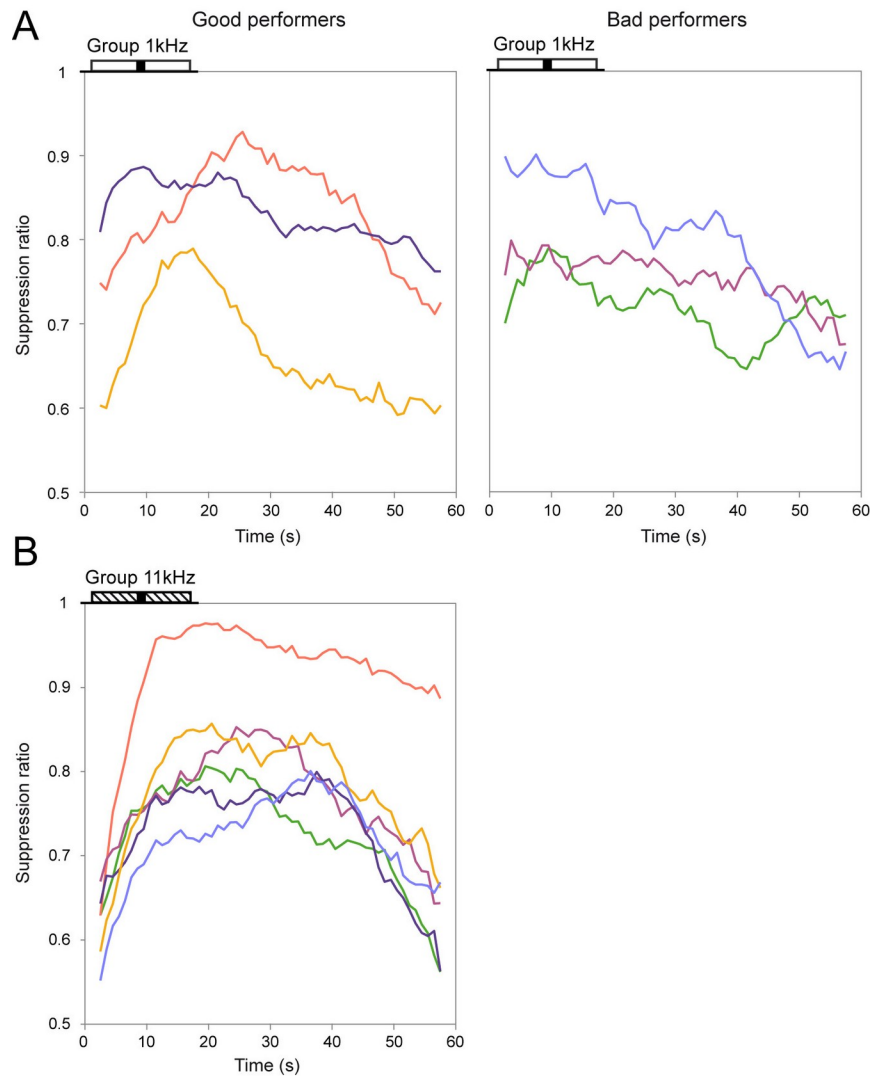 A
Good performers
Bad performers
Group 1kHz
Group 1kHz
1
0.9
0.8
0.7
0.6
0.5
Suppression ratio
0 10 20 30 40 50 60
0 10 20 30 40 50 60
Time (s)
Time (s)
B
Group 11kHz
1
0.9
0.8
0.7
0.6
0.5
Suppression ratio
0 10 20 30 40 50 60
Time (s)